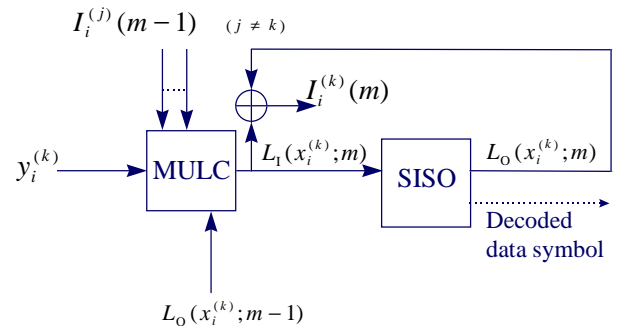 I_i^{(j)}(m−1) (j ≠ k)
I_i^{(k)}(m)
y_i^{(k)} MULC L_I(x_i^{(k)};m) SISO L_O(x_i^{(k)};m)
Decoded
data symbol
L_O(x_i^{(k)};m−1)